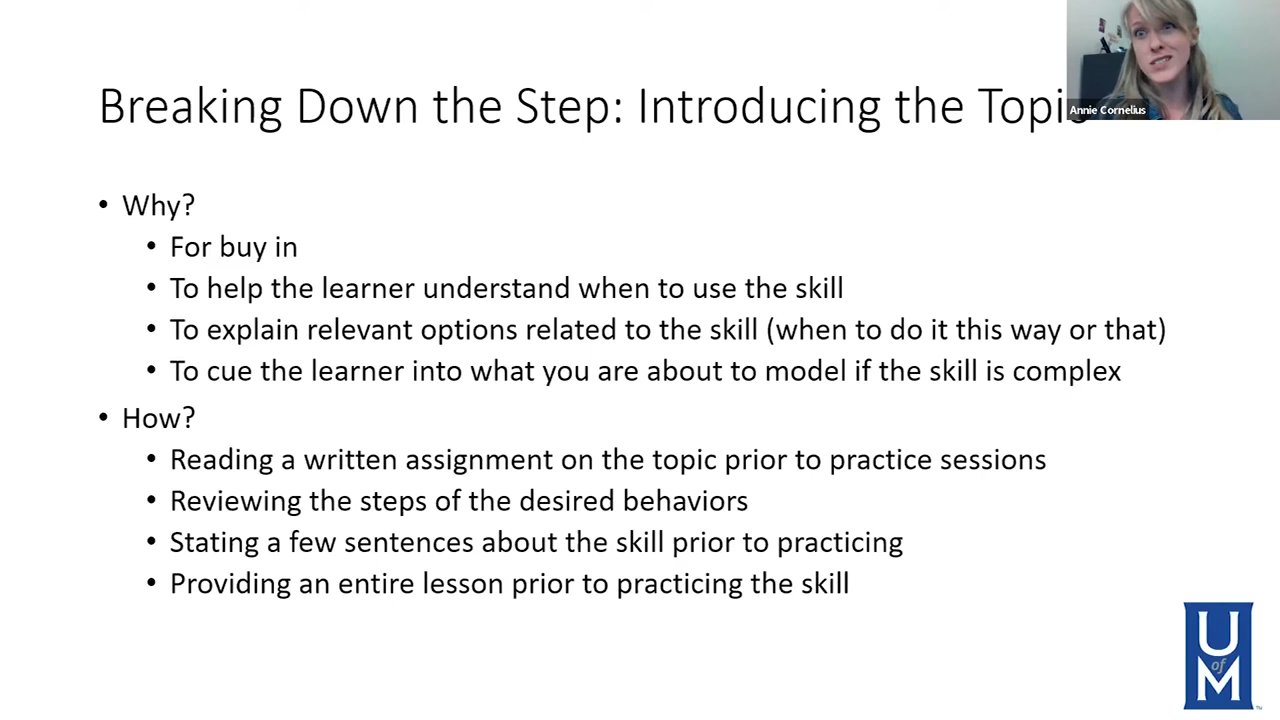 Breaking Down the Step: Introducing the Topic
Annie Cornelius
• Why?
• For buy in
• To help the learner understand when to use the skill
• To explain relevant options related to the skill (when to do it this way or that)
• To cue the learner into what you are about to model if the skill is complex
• How?
• Reading a written assignment on the topic prior to practice sessions
• Reviewing the steps of the desired behaviors
• Stating a few sentences about the skill prior to practicing
• Providing an entire lesson prior to practicing the skill
U
of
M
TM